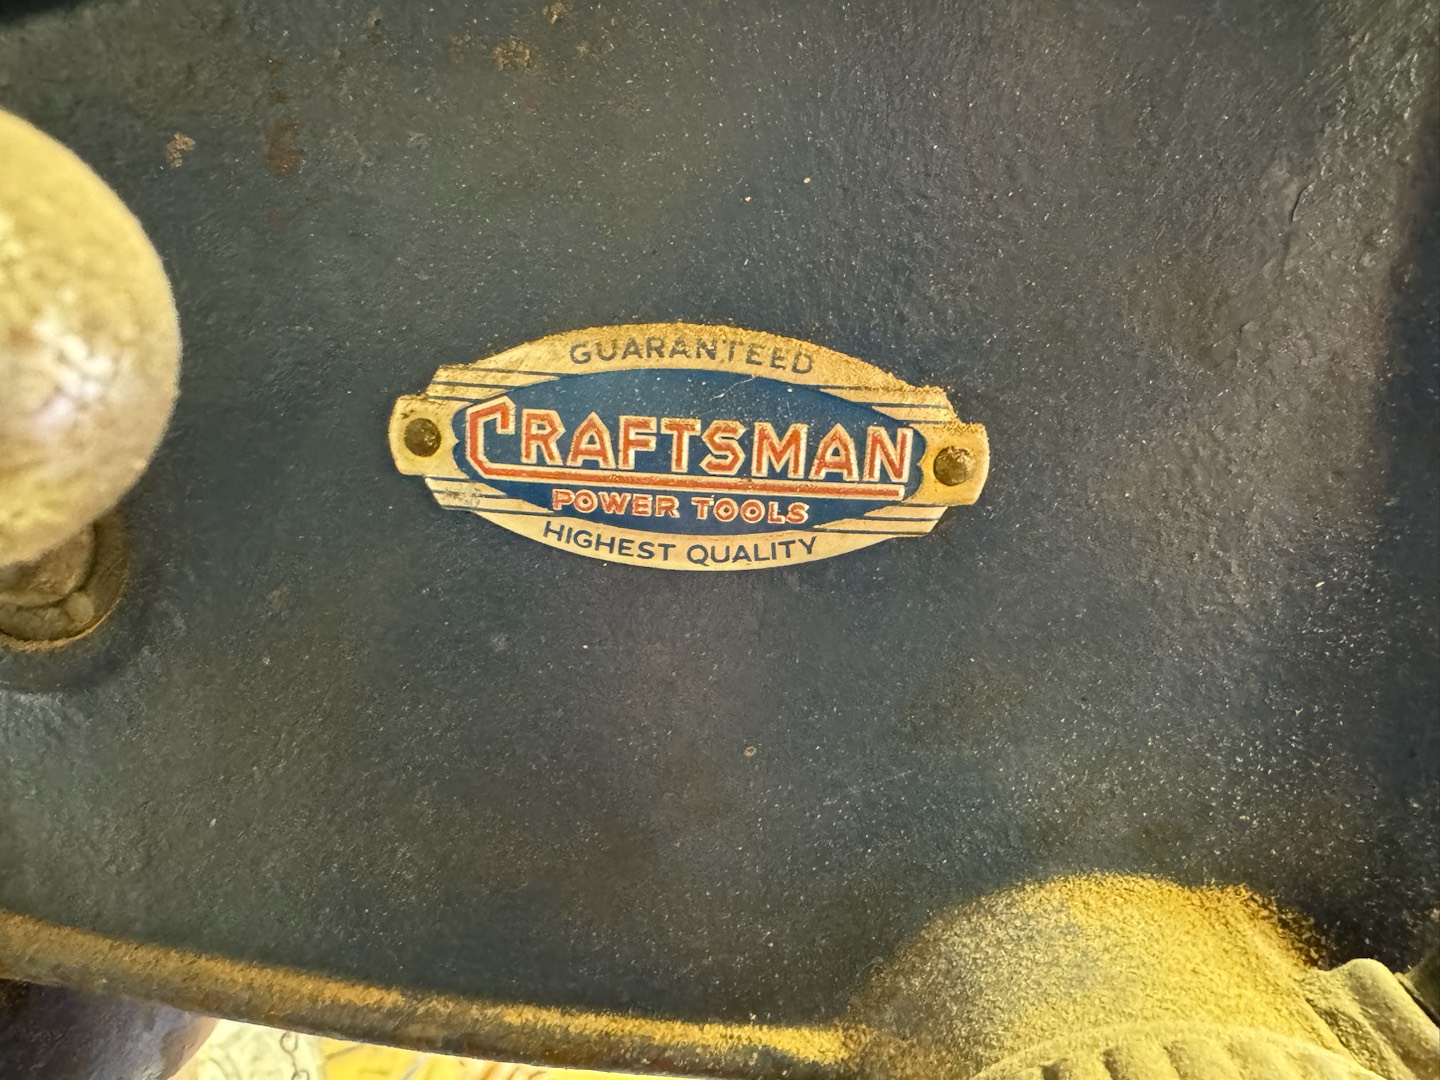 GUARANTEED
CRAFTSMAN
POWER TOOLS
HIGHEST QUALITY